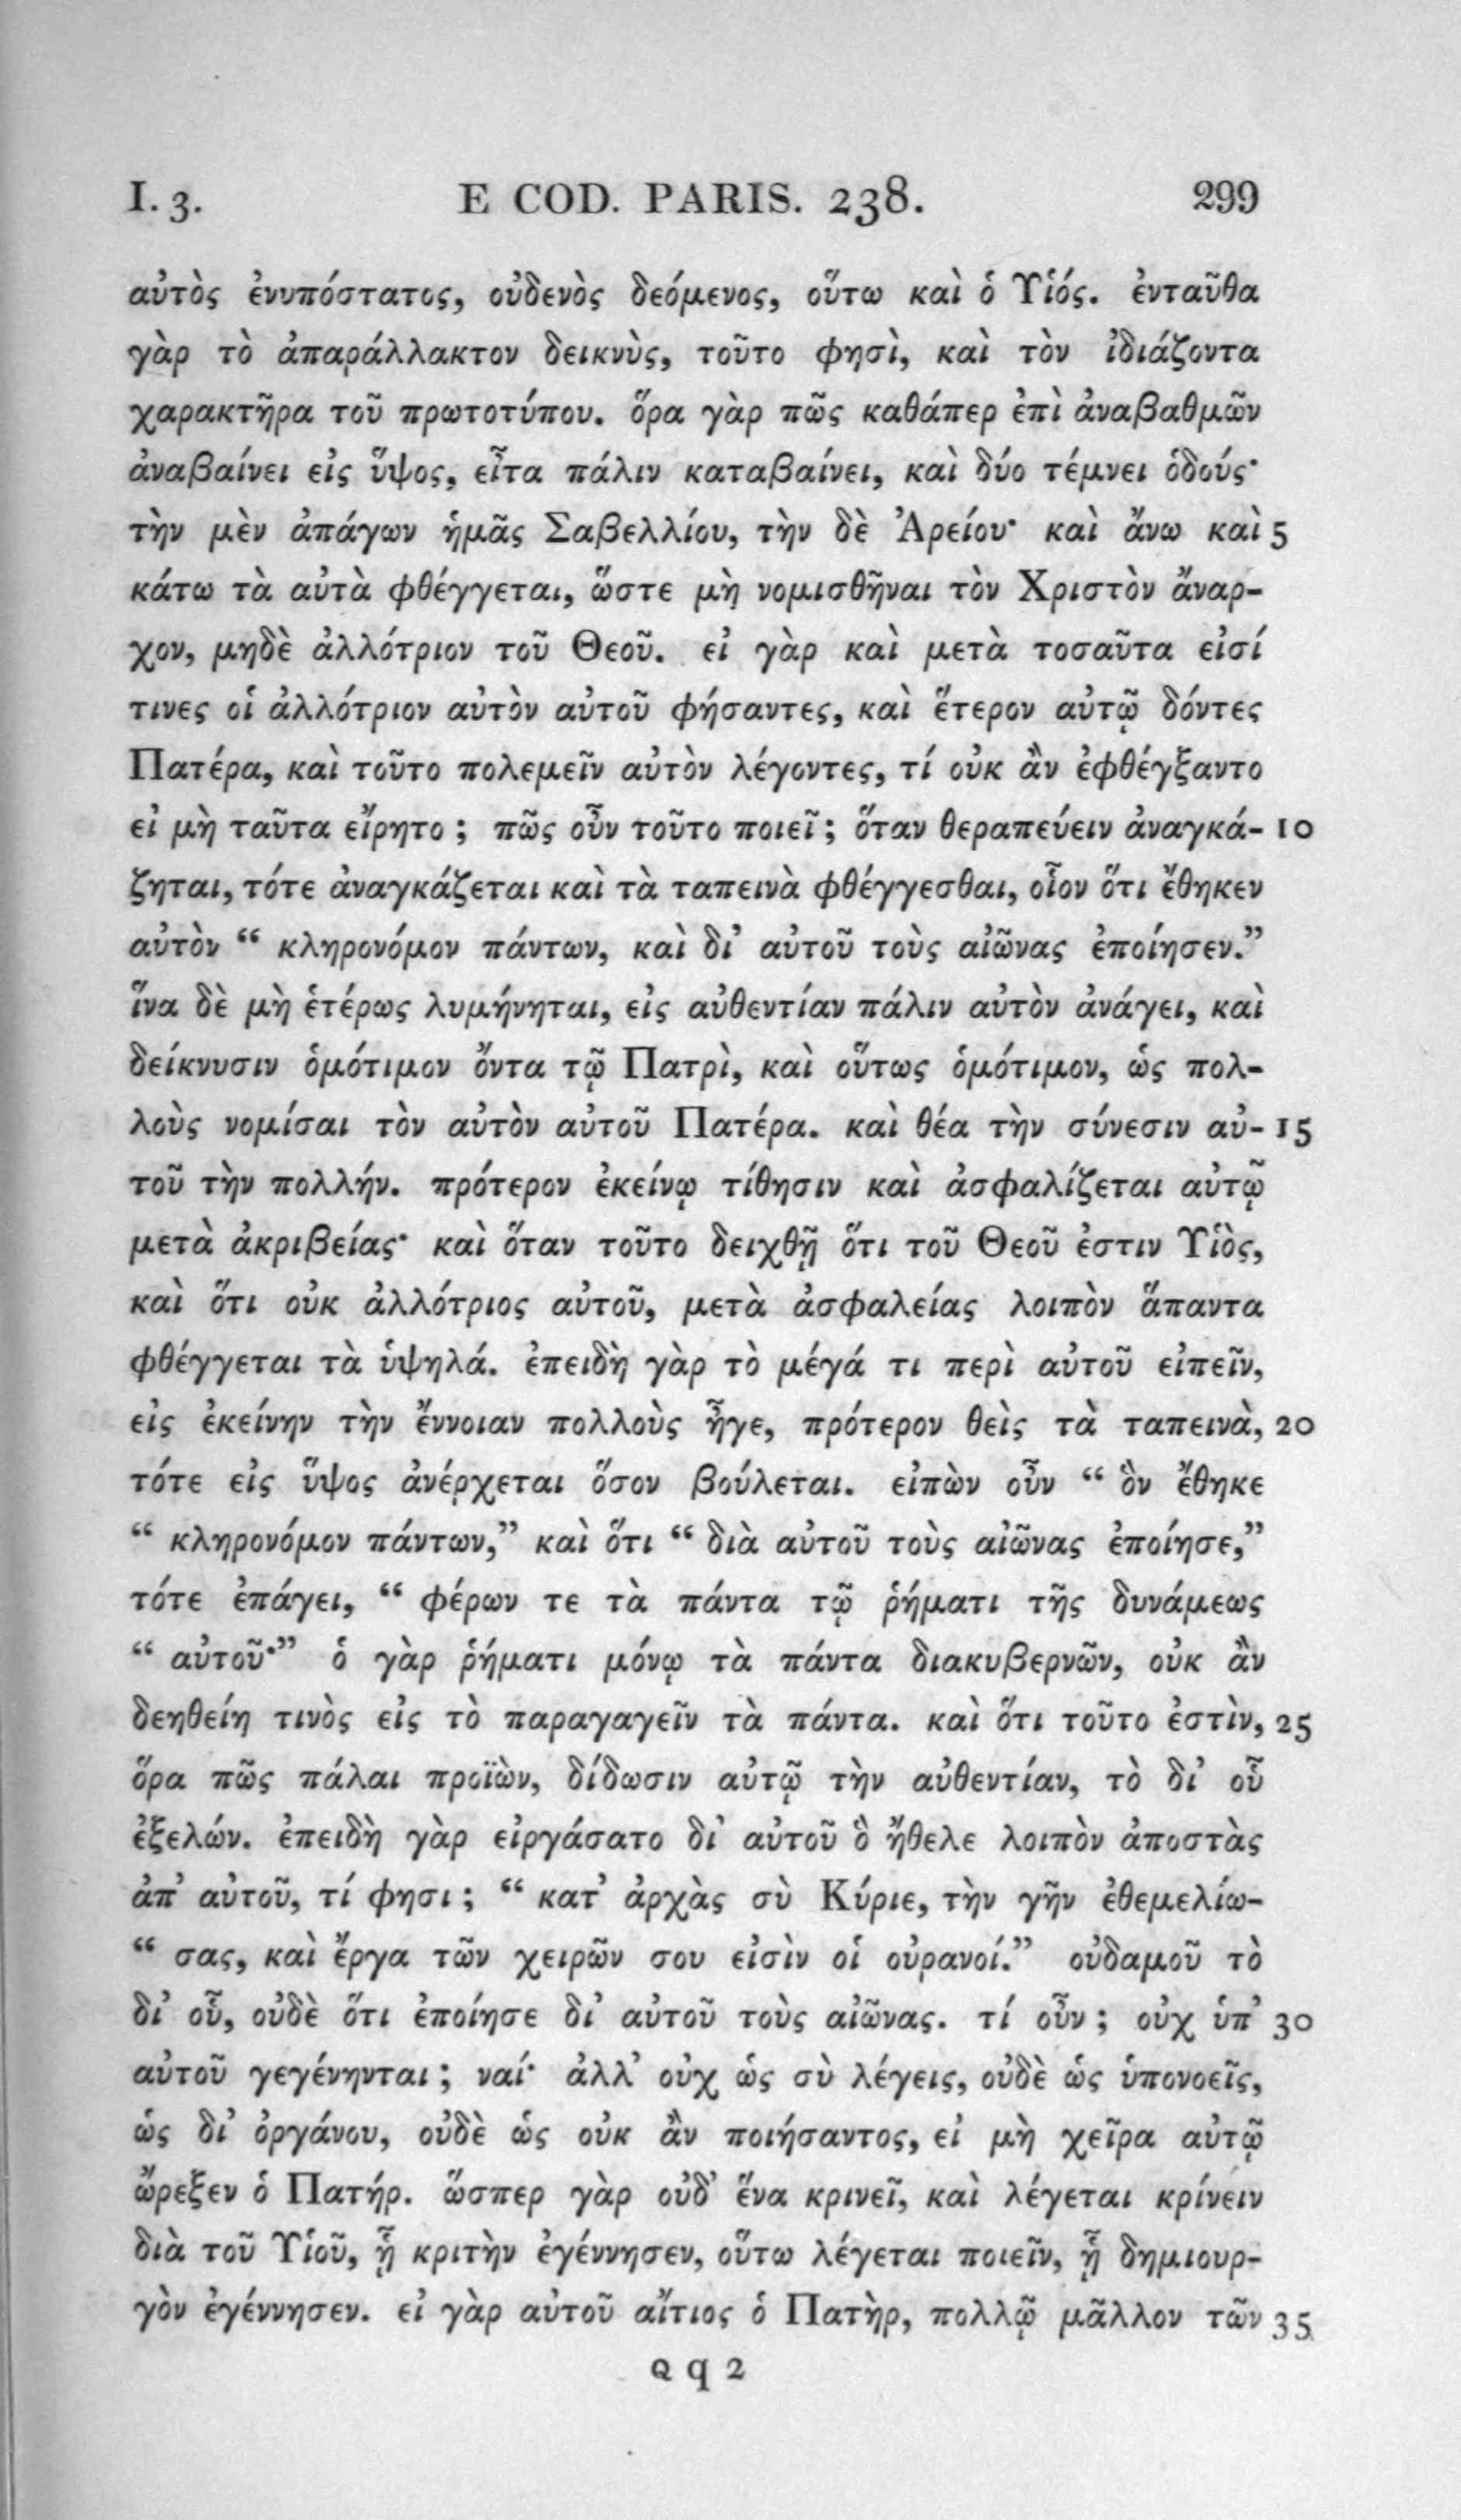 I. 3. E COD. PARIS. 238. 299
αὐτὸς ἐνυπόστατος, οὐδενὸς δεόμενος, οὕτω καὶ ὁ Υἱός. ἐνταῦθα
γὰρ τὸ ἀπαράλλακτον δεικνὺς, τοῦτο φησὶ, καὶ τὸν ἰδιάζοντα
χαρακτῆρα τοῦ πρωτοτύπου. ὅρα γὰρ πῶς καθάπερ ἐπὶ ἀναβαθμῶν
ἀναβαίνει εἰς ὕψος, εἶτα πάλιν καταβαίνει, καὶ δύο τέμνει ὁδούς·
τὴν μὲν ἀπάγων ἡμᾶς Σαβελλίου, τὴν δὲ Ἀρείου· καὶ ἄνω καὶ 5
κάτω τὰ αὐτὰ φθέγγεται, ὥστε μὴ νομισθῆναι τὸν Χριστὸν ἄναρ-
χον, μηδὲ ἀλλότριον τοῦ Θεοῦ. εἰ γὰρ καὶ μετὰ τοσαῦτα εἰσί
τινες οἱ ἀλλότριον αὐτὸν αὐτοῦ φήσαντες, καὶ ἕτερον αὐτῷ δόντες
Πατέρα, καὶ τοῦτο πολεμεῖν αὐτὸν λέγοντες, τί οὐκ ἂν ἐφθέγξαντο
εἰ μὴ ταῦτα εἴρητο ; πῶς οὖν τοῦτο ποιεῖ ; ὅταν θεραπεύειν ἀναγκά- 10
ζηται, τότε ἀναγκάζεται καὶ τὰ ταπεινὰ φθέγγεσθαι, οἷον ὅτι ἔθηκεν
αὐτὸν “ κληρονόμον πάντων, καὶ δι’ αὐτοῦ τοὺς αἰῶνας ἐποίησεν.”
ἵνα δὲ μὴ ἑτέρως λυμήνηται, εἰς αὐθεντίαν πάλιν αὐτὸν ἀνάγει, καὶ
δείκνυσιν ὁμότιμον ὄντα τῷ Πατρὶ, καὶ οὕτως ὁμότιμον, ὡς πολ-
λοὺς νομίσαι τὸν αὐτὸν αὐτοῦ Πατέρα. καὶ θέα τὴν σύνεσιν αὐ- 15
τοῦ τὴν πολλήν. πρότερον ἐκείνῳ τίθησιν καὶ ἀσφαλίζεται αὐτῷ
μετὰ ἀκριβείας· καὶ ὅταν τοῦτο δειχθῇ ὅτι τοῦ Θεοῦ ἐστιν Υἱὸς,
καὶ ὅτι οὐκ ἀλλότριος αὐτοῦ, μετὰ ἀσφαλείας λοιπὸν ἅπαντα
φθέγγεται τὰ ὑψηλά. ἐπειδὴ γὰρ τὸ μέγά τι περὶ αὐτοῦ εἰπεῖν,
εἰς ἐκείνην τὴν ἔννοιαν πολλοὺς ἦγε, πρότερον θεὶς τὰ ταπεινὰ, 20
τότε εἰς ὕψος ἀνέρχεται ὅσον βούλεται. εἰπὼν οὖν “ ὃν ἔθηκε
“ κληρονόμον πάντων,” καὶ ὅτι “ διὰ αὐτοῦ τοὺς αἰῶνας ἐποίησε,”
τότε ἐπάγει, “ φέρων τε τὰ πάντα τῷ ῥήματι τῆς δυνάμεως
“ αὐτοῦ·” ὁ γὰρ ῥήματι μόνῳ τὰ πάντα διακυβερνῶν, οὐκ ἂν
δεηθείη τινὸς εἰς τὸ παραγαγεῖν τὰ πάντα. καὶ ὅτι τοῦτο ἐστὶν, 25
ὅρα πῶς πάλαι προϊὼν, δίδωσιν αὐτῷ τὴν αὐθεντίαν, τὸ δι’ οὗ
ἐξελών. ἐπειδὴ γὰρ εἰργάσατο δι’ αὐτοῦ ὃ ἤθελε λοιπὸν ἀποστὰς
ἀπ’ αὐτοῦ, τί φησι ; “ κατ’ ἀρχὰς σὺ Κύριε, τὴν γῆν ἐθεμελίω-
“ σας, καὶ ἔργα τῶν χειρῶν σου εἰσὶν οἱ οὐρανοί.” οὐδαμοῦ τὸ
δι’ οὗ, οὐδὲ ὅτι ἐποίησε δι’ αὐτοῦ τοὺς αἰῶνας. τί οὖν ; οὐχ ὑπ’ 30
αὐτοῦ γεγένηνται ; ναί· ἀλλ’ οὐχ ὡς σὺ λέγεις, οὐδὲ ὡς ὑπονοεῖς,
ὡς δι’ ὀργάνου, οὐδὲ ὡς οὐκ ἂν ποιήσαντος, εἰ μὴ χεῖρα αὐτῷ
ὤρεξεν ὁ Πατήρ. ὥσπερ γὰρ οὐδ’ ἕνα κρινεῖ, καὶ λέγεται κρίνειν
διὰ τοῦ Υἱοῦ, ᾗ κριτὴν ἐγέννησεν, οὕτω λέγεται ποιεῖν, ᾗ δημιουρ-
γὸν ἐγέννησεν. εἰ γὰρ αὐτοῦ αἴτιος ὁ Πατὴρ, πολλῷ μᾶλλον τῶν 35
Q q 2